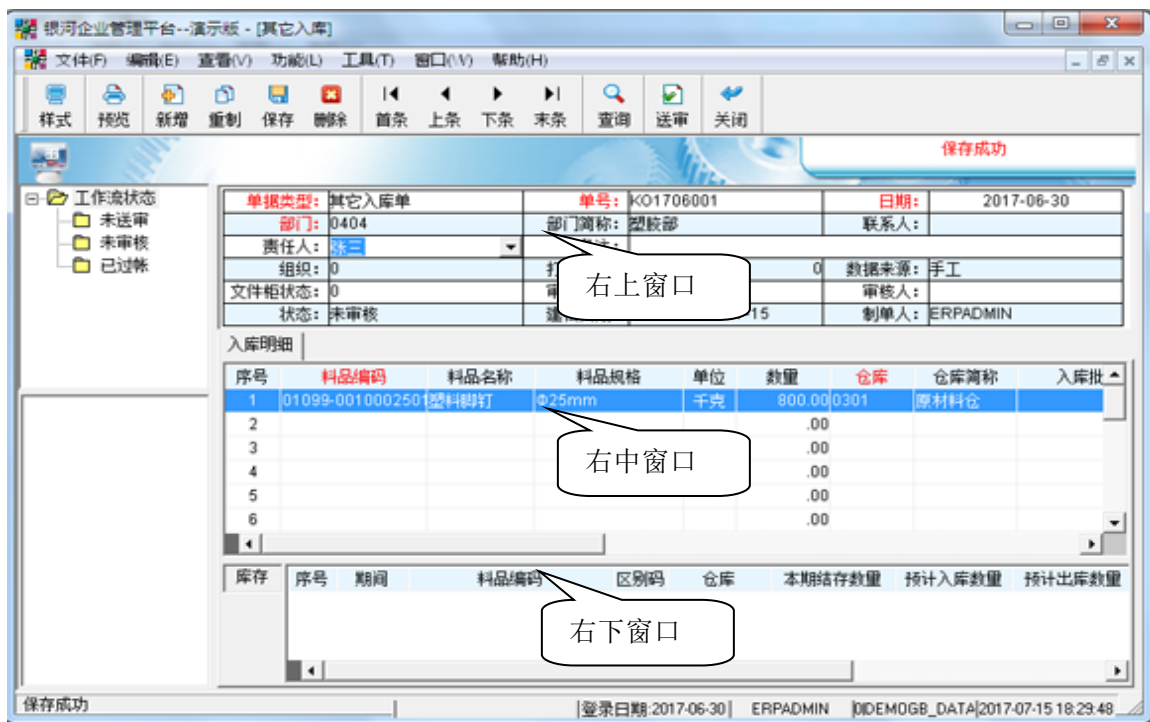 银河企业管理平台--演示版 - [其它入库]
文件(F) 编辑(E) 查看(V) 功能(L) 工具(T) 窗口(W) 帮助(H)
样式 预览 新增 重制 保存 删除 首条 上条 下条 末条 查询 送审 关闭
保存成功
工作流状态
未送审
未审核
已过帐
单据类型: 其它入库单 单号: KO1706001 日期: 2017-06-30
部门: 0404 部门简称: 塑胶部 联系人:
责任人: 张三
组织: 0 0 数据来源: 手工
文件柜状态: 0 审核人:
状态: 未审核 15 制单人: ERPADMIN
右上窗口
入库明细
序号 料品编码 料品名称 料品规格 单位 数量 仓库 仓库简称 入库批
1 01099-0010002501 塑料脚钉 Φ25mm 千克 800.00 0301 原材料仓
2 .00
3 .00
4 .00
5 .00
6 .00
右中窗口
库存 序号 期间 料品编码 区别码 仓库 本期结存数量 预计入库数量 预计出库数量
右下窗口
保存成功 登录日期:2017-06-30 ERPADMIN DEMOGB_DATA 2017-07-15 18:29:48